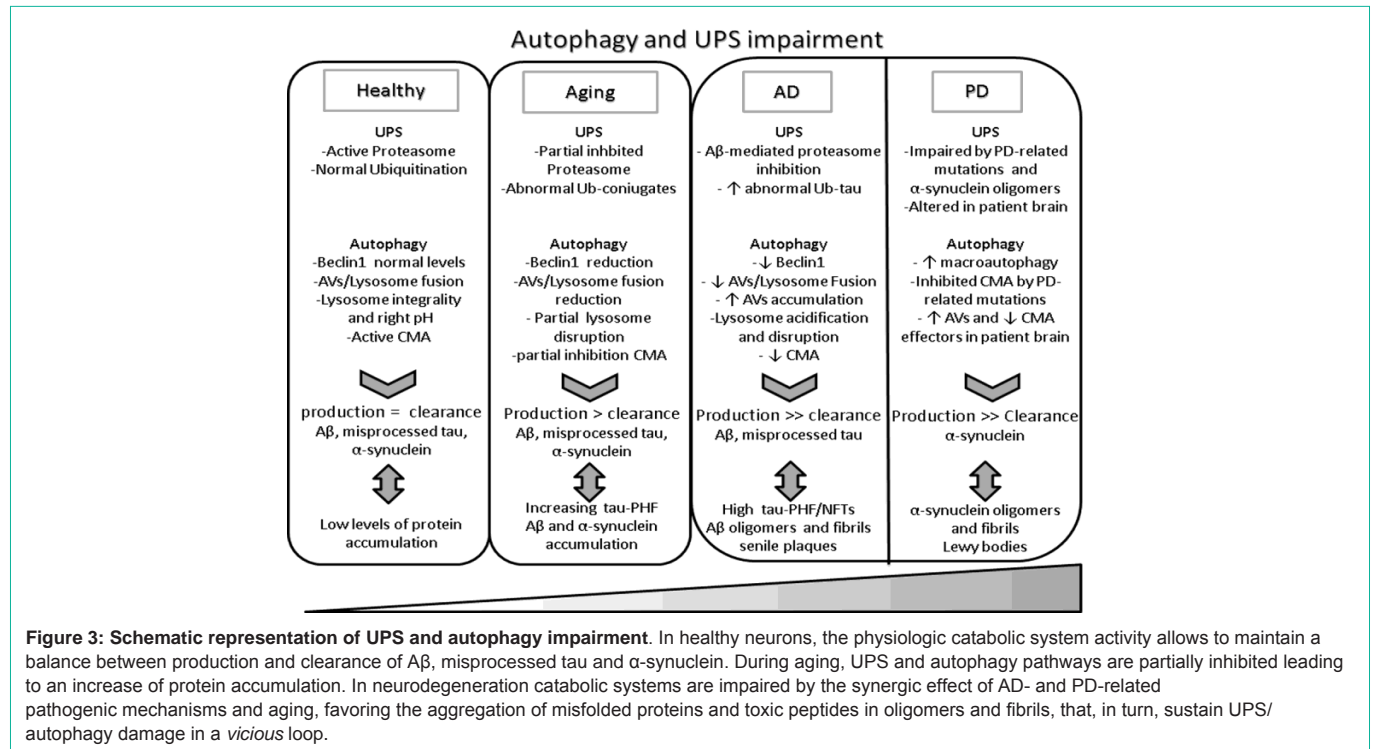 Autophagy and UPS impairment
Healthy
UPS
-Active Proteasome
-Normal Ubiquitination
Autophagy
-Beclin1 normal levels
-AVs/Lysosome fusion
-Lysosome integrality
and right pH
-Active CMA
production = clearance
Aβ, misprocessed tau,
α-synuclein
Low levels of protein
accumulation
Aging
UPS
-Partial inhbited
Proteasome
-Abnormal Ub-coniugates
Autophagy
-Beclin1 reduction
-AVs/Lysosome fusion
reduction
- Partial lysosome
disruption
-partial inhibition CMA
Production > clearance
Aβ, misprocessed tau,
α-synuclein
Increasing tau-PHF
Aβ and α-synuclein
accumulation
AD
UPS
- Aβ-mediated proteasome
inhibition
- ↑ abnormal Ub-tau
Autophagy
-↓ Beclin1
- ↓ AVs/Lysosome Fusion
- ↑ AVs accumulation
-Lysosome acidification
and disruption
- ↓ CMA
Production >> clearance
Aβ, misprocessed tau
High tau-PHF/NFTs
Aβ oligomers and fibrils
senile plaques
PD
UPS
-Impaired by PD-related
mutations and
α-synuclein oligomers
-Altered in patient brain
Autophagy
- ↑ macroautophagy
-Inhibited CMA by PD-
related mutations
- ↑ AVs and ↓ CMA
effectors in patient brain
Production >> Clearance
α-synuclein
α-synuclein oligomers
and fibrils
Lewy bodies
Figure 3: Schematic representation of UPS and autophagy impairment. In healthy neurons, the physiologic catabolic system activity allows to maintain a
balance between production and clearance of Aβ, misprocessed tau and α-synuclein. During aging, UPS and autophagy pathways are partially inhibited leading
to an increase of protein accumulation. In neurodegeneration catabolic systems are impaired by the synergic effect of AD- and PD-related
pathogenic mechanisms and aging, favoring the aggregation of misfolded proteins and toxic peptides in oligomers and fibrils, that, in turn, sustain UPS/
autophagy damage in a vicious loop.